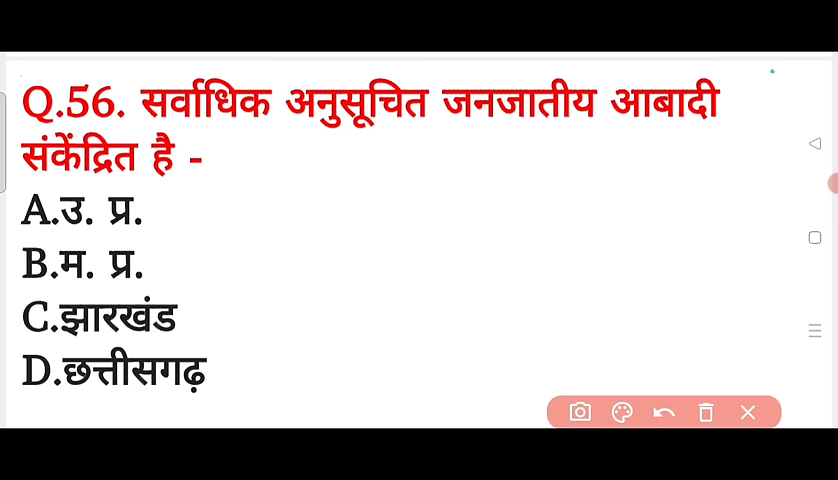 Q.56. सर्वाधिक अनुसूचित जनजातीय आबादी
संकेंद्रित है -
A.उ. प्र.
B.म. प्र.
C.झारखंड
D.छत्तीसगढ़